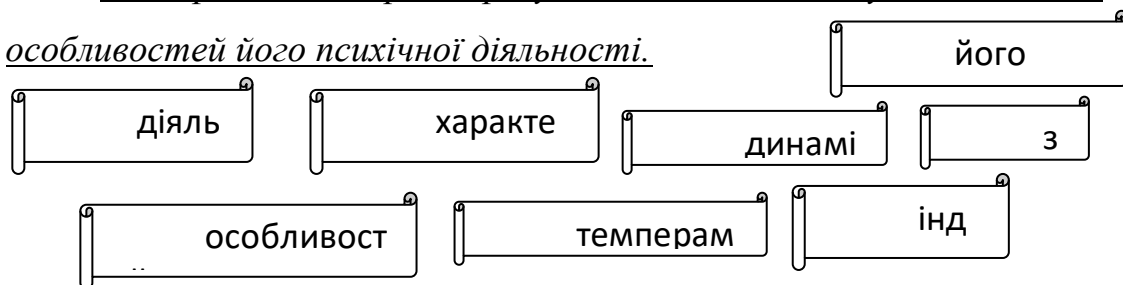 особливостей його психічної діяльності.
його
діяль
характе
динамі
з
особливост
темперам
інд